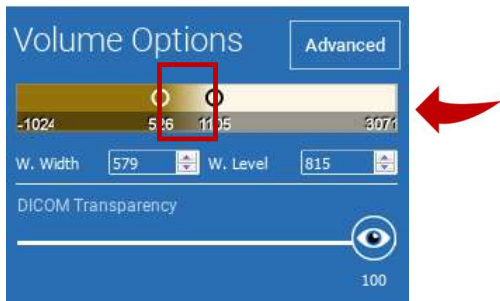 Volume Options
Advanced
-1024 526 1105 3071
W. Width 579 W. Level 815
DICOM Transparency
100